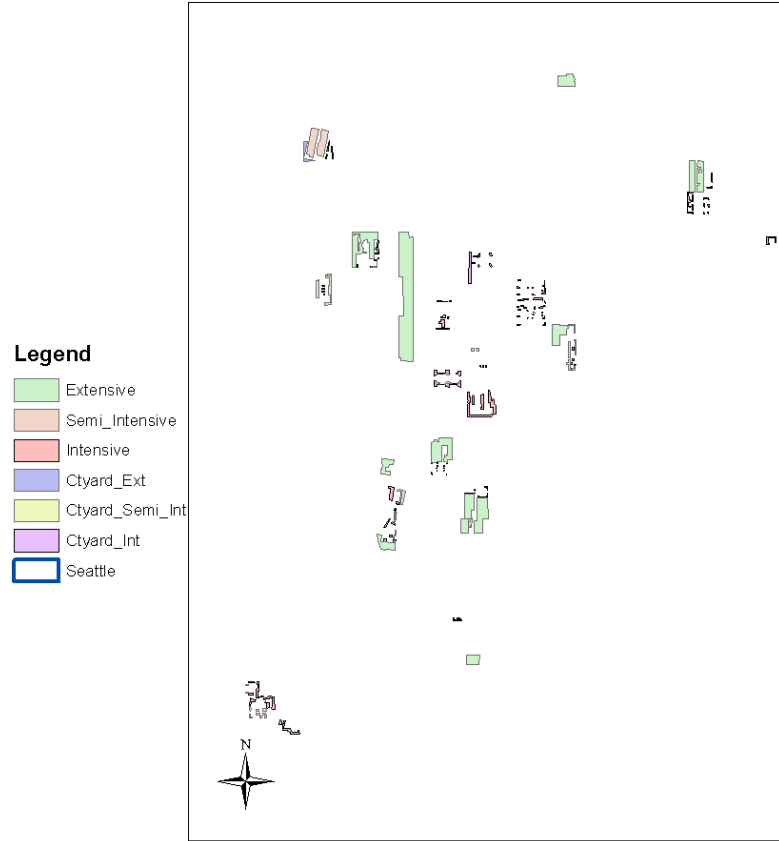 Legend
Extensive
Semi_Intensive
Intensive
Ctyard_Ext
Ctyard_Semi_Int
Ctyard_Int
Seattle
N